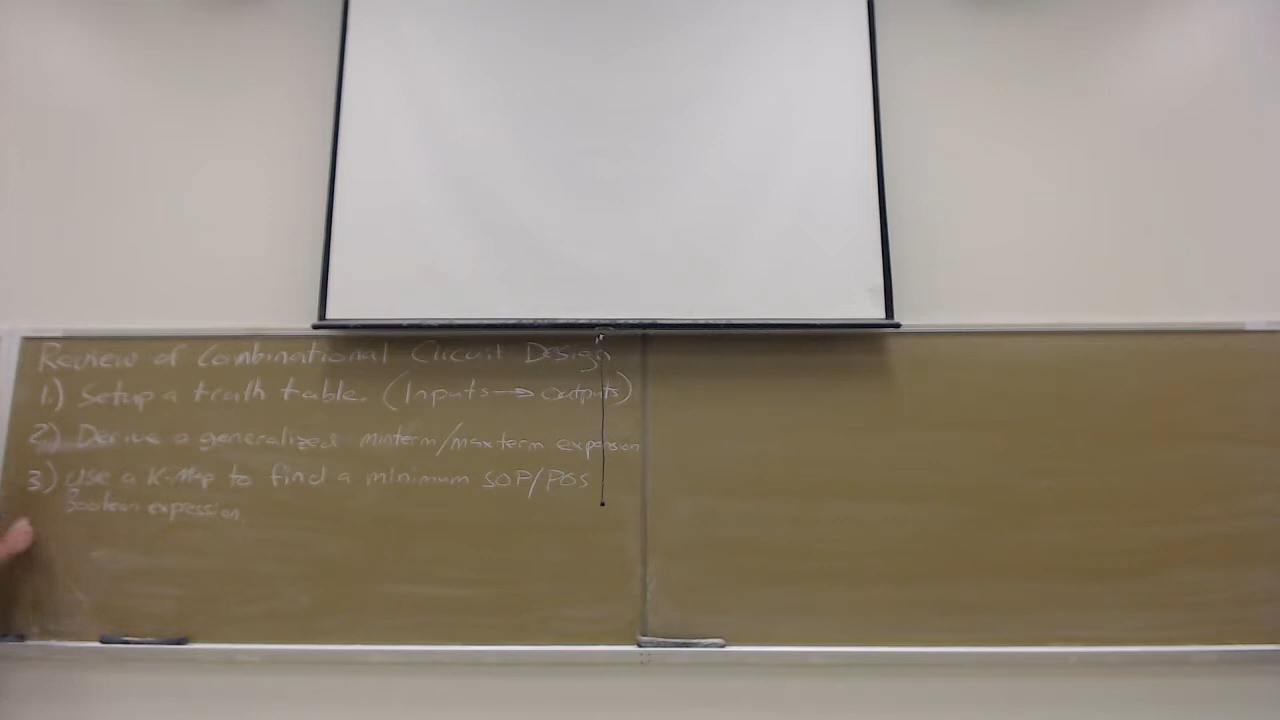 Review of Combinational Circuit Design
1.) Setup a truth table. (Inputs → outputs)
2.) Derive a generalized minterm/maxterm expansion
3.) Use a K-Map to find a minimum SOP/POS
Boolean expression.